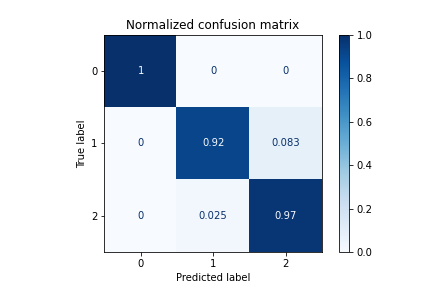 Normalized confusion matrix
1.0
0 1 0 0
0.8
0.6
True label
1 0 0.92 0.083
0.4
0.2
2 0 0.025 0.97
0.0
0 1 2
Predicted label